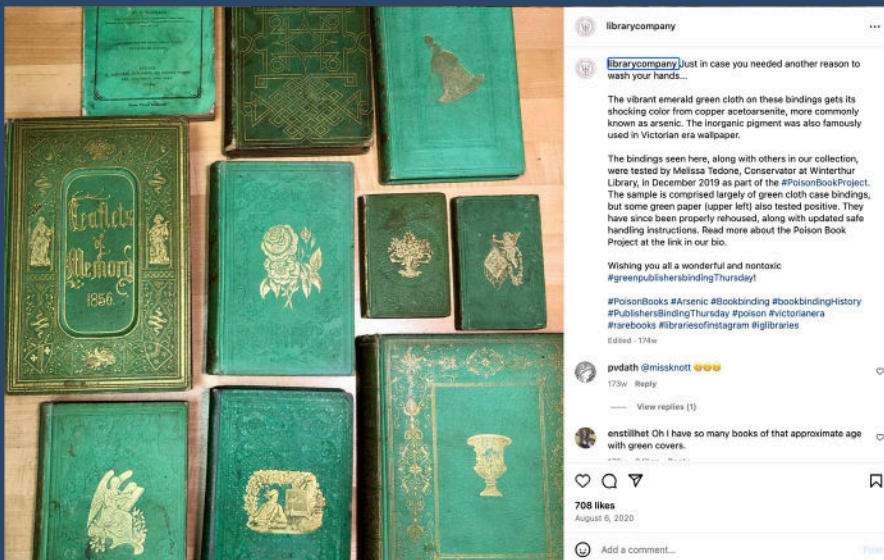 Leaflets
of
Memory
1856.
librarycompany
librarycompany Just in case you needed another reason to
wash your hands...
The vibrant emerald green cloth on these bindings gets its
shocking color from copper acetoarsenite, more commonly
known as arsenic. The inorganic pigment was also famously
used in Victorian era wallpaper.
The bindings seen here, along with others in our collection,
were tested by Melissa Tedone, Conservator at Winterthur
Library, in December 2019 as part of the #PoisonBookProject.
The sample is comprised largely of green cloth case bindings,
but some green paper (upper left) also tested positive. They
have since been properly rehoused, along with updated safe
handling instructions. Read more about the Poison Book
Project at the link in our bio.
Wishing you all a wonderful and nontoxic
#greenpublishersbindingThursday!
#PoisonBooks #Arsenic #Bookbinding #bookbindingHistory
#PublishersBindingThursday #poison #victorianera
#rarebooks #librariesofinstagram #iglibraries
Edited · 174w
pvdath @missknott 😳😳😳
173w Reply
View replies (1)
enstillhet Oh I have so many books of that approximate age
with green covers.
708 likes
August 6, 2020
Add a comment...
Post